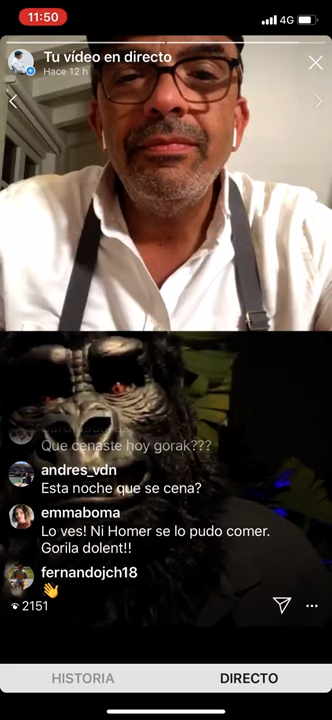 11:50
4G
Tu vídeo en directo
Hace 12 h
Que cenaste hoy gorak???
andres_vdn
Esta noche que se cena?
emmaboma
Lo ves! Ni Homer se lo pudo comer.
Gorila dolent!!
fernandojch18
👋
2151
HISTORIA
DIRECTO